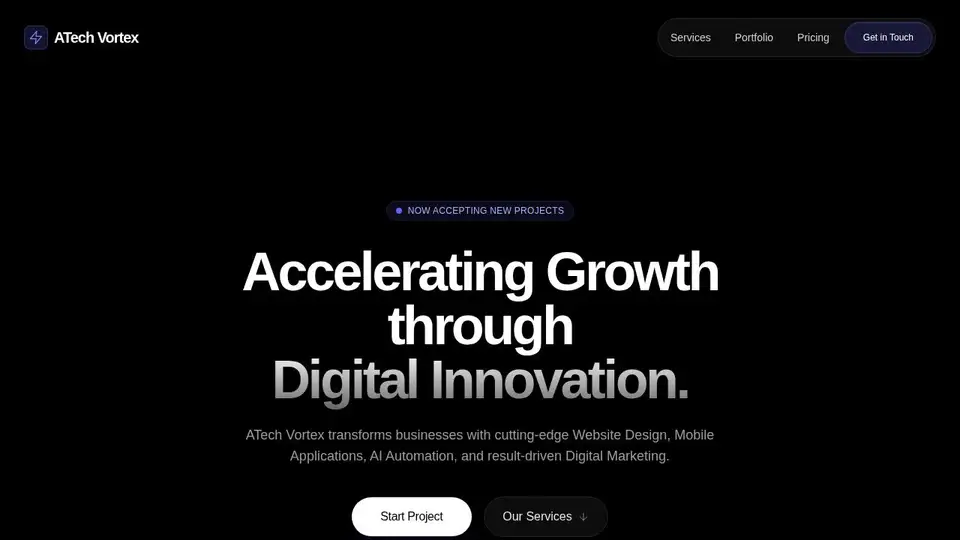 ATech Vortex
Services
Portfolio
Pricing
Get in Touch
NOW ACCEPTING NEW PROJECTS
Accelerating Growth
through
Digital Innovation.
ATech Vortex transforms businesses with cutting-edge Website Design, Mobile
Applications, AI Automation, and result-driven Digital Marketing.
Start Project
Our Services ↓